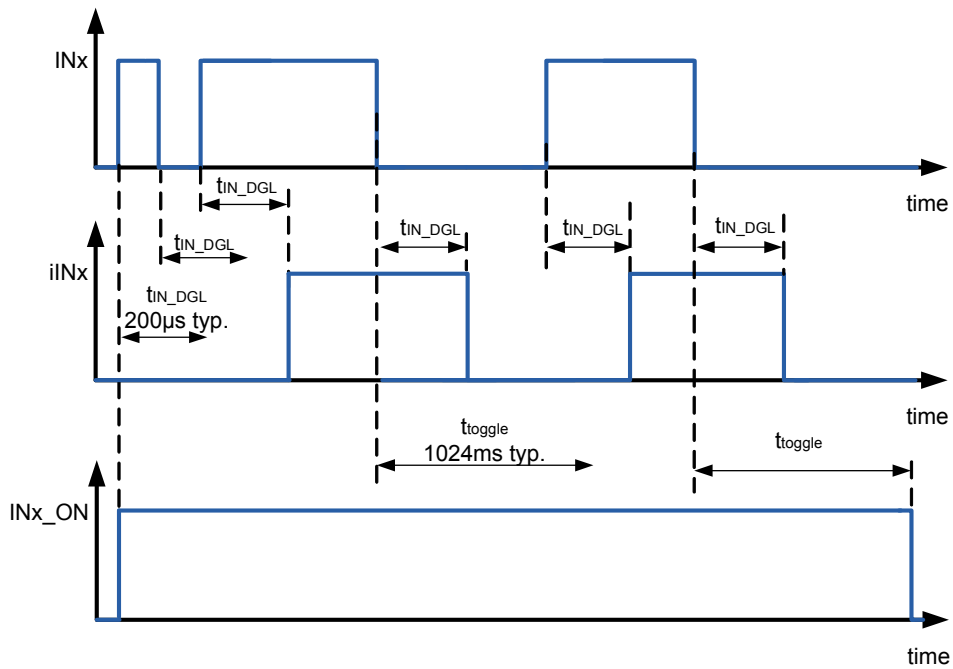 INx
time
tIN_DGL
tIN_DGL
tIN_DGL
tIN_DGL
tIN_DGL
iINx
tIN_DGL
200µs typ.
time
ttoggle
1024ms typ.
ttoggle
INx_ON
time